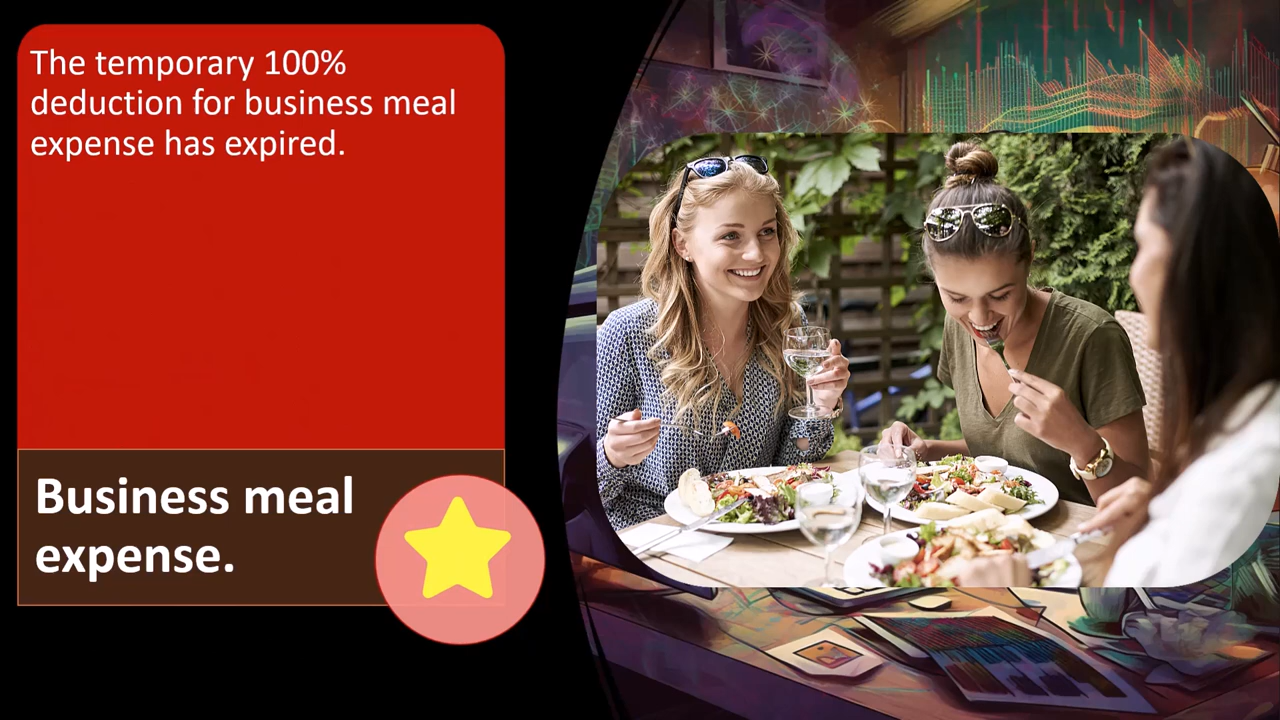 The temporary 100%
deduction for business meal
expense has expired.
Business meal
expense.